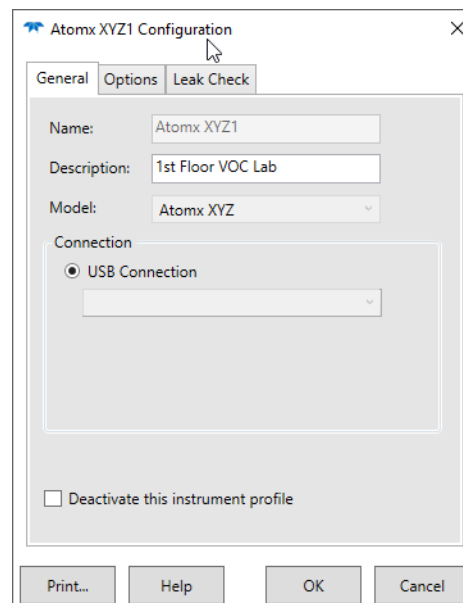 Atomx XYZ1 Configuration
General Options Leak Check
Name: Atomx XYZ1
Description: 1st Floor VOC Lab
Model: Atomx XYZ
Connection
USB Connection
Deactivate this instrument profile
Print... Help OK Cancel